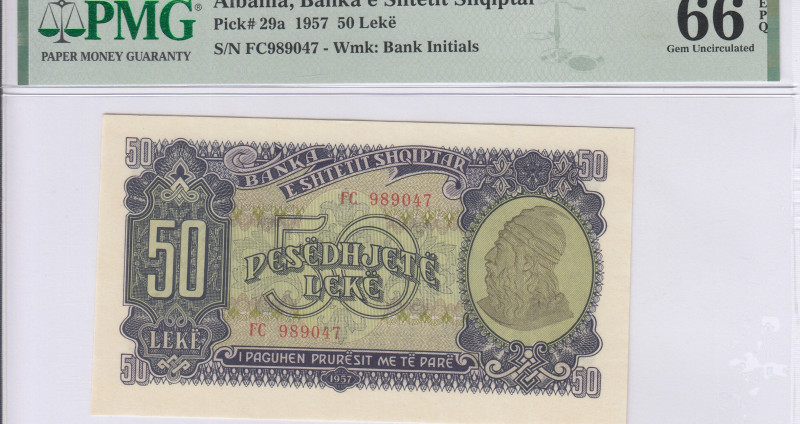 PMG®
PAPER MONEY GUARANTY
Albania, Banka e Shtetit Shqiptar
Pick# 29a 1957 50 Lekë
S/N FC989047 - Wmk: Bank Initials
66
EPQ
Gem Uncirculated
50
50
BANKA
E SHTETIT SHQIPTAR
FC 989047
50
50
PESËDHJETË
LEKË
FC 989047
LEKË
I PAGUHEN PRURËSIT ME TË PARË
50
1957
50